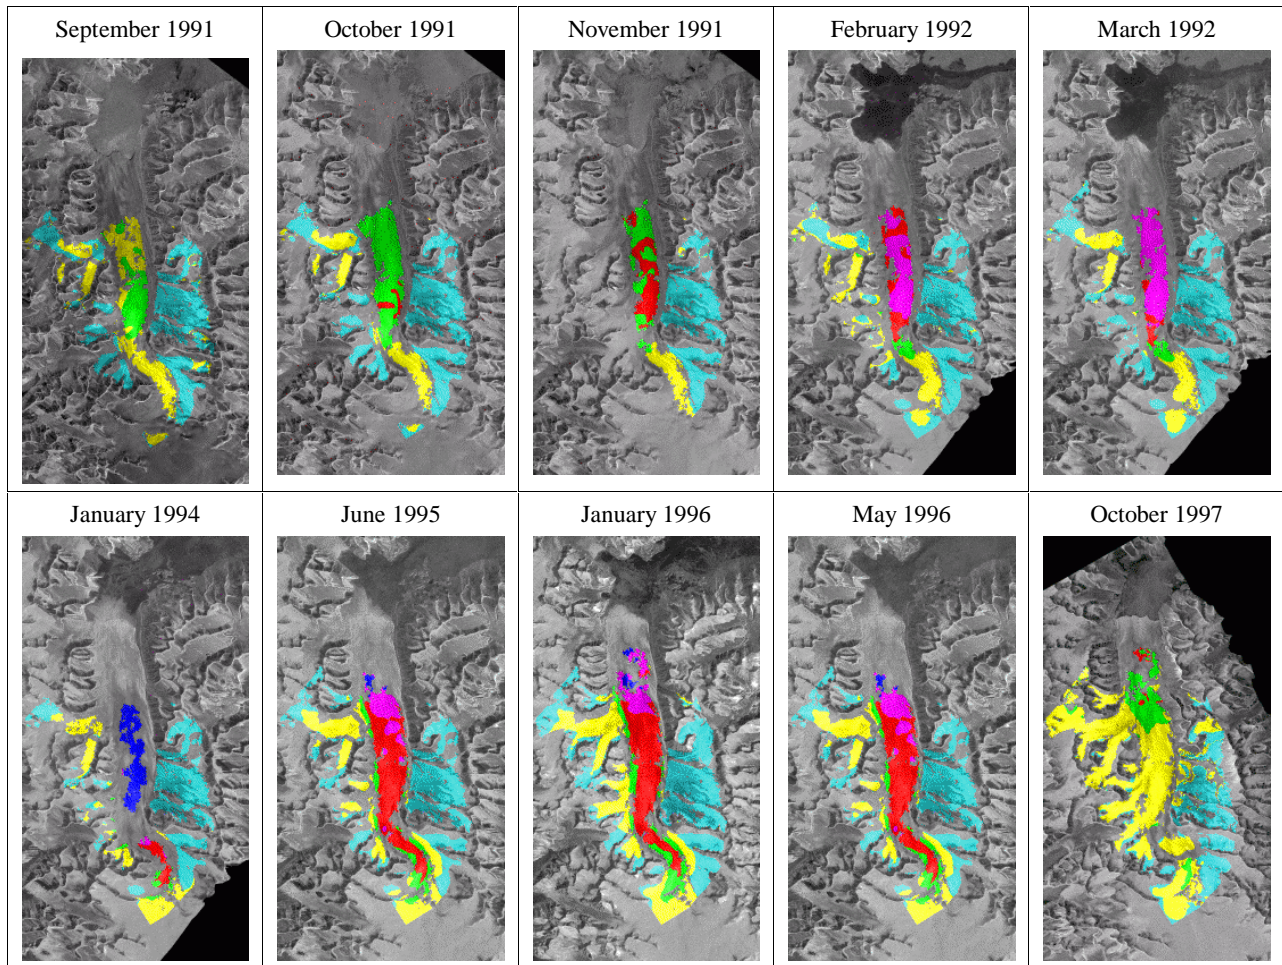 September 1991
October 1991
November 1991
February 1992
March 1992
January 1994
June 1995
January 1996
May 1996
October 1997